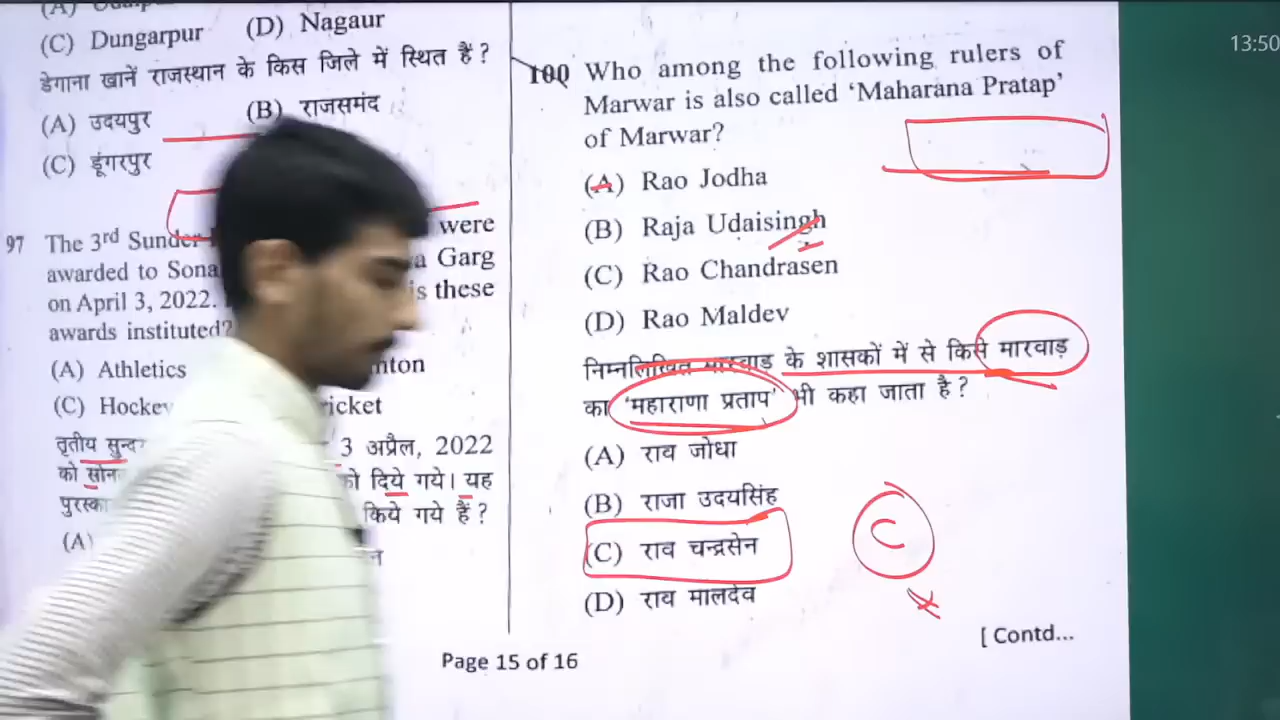 (C) Dungarpur (D) Nagaur
डेगाना खानें राजस्थान के किस जिले में स्थित हैं ?
(A) उदयपुर (B) राजसमंद
(C) डूंगरपुर
97 The 3rd Sunder were
awarded to Sona a Garg
on April 3, 2022. is these
awards instituted?
(A) Athletics
(C) Hockey
तृतीय 3 अप्रैल, 2022
को दिये गये। यह
किये गये हैं ?
(A)
100 Who among the following rulers of
Marwar is also called ‘Maharana Pratap’
of Marwar?
(A) Rao Jodha
(B) Raja Udaisingh
(C) Rao Chandrasen
(D) Rao Maldev
निम्नलिखित मारवाड़ के शासकों में से किसे मारवाड़
का ‘महाराणा प्रताप’ भी कहा जाता है ?
(A) राव जोधा
(B) राजा उदयसिंह
(C) राव चन्द्रसेन
(D) राव मालदेव
C
[ Contd...
Page 15 of 16
13:50